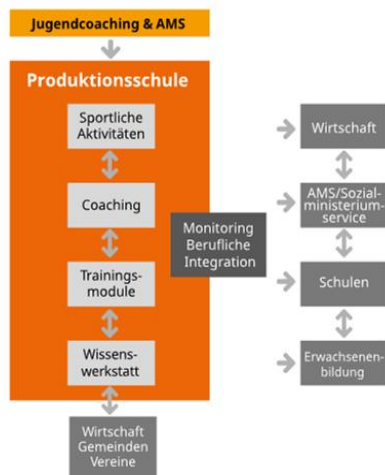 Jugendcoaching & AMS
Produktionsschule
Sportliche
Aktivitäten
Coaching
Trainings-
module
Wissens-
werkstatt
Monitoring
Berufliche
Integration
Wirtschaft
AMS/Sozial-
ministerium-
service
Schulen
Erwachsenen-
bildung
Wirtschaft
Gemeinden
Vereine